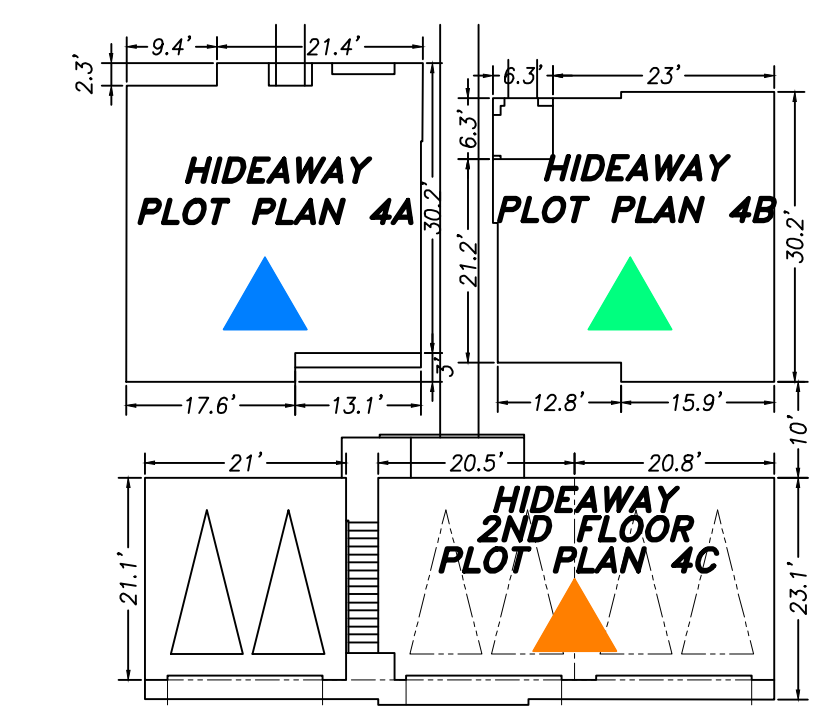 9.4' 21.4'
2.3'
6.3' 23'
6.3'
HIDEAWAY
PLOT PLAN 4A
30.2'
HIDEAWAY
PLOT PLAN 4B
21.2'
30.2'
3'
17.6' 13.1'
12.8' 15.9'
10'
21' 20.5' 20.8'
HIDEAWAY
2ND FLOOR
PLOT PLAN 4C
21.1'
23.1'